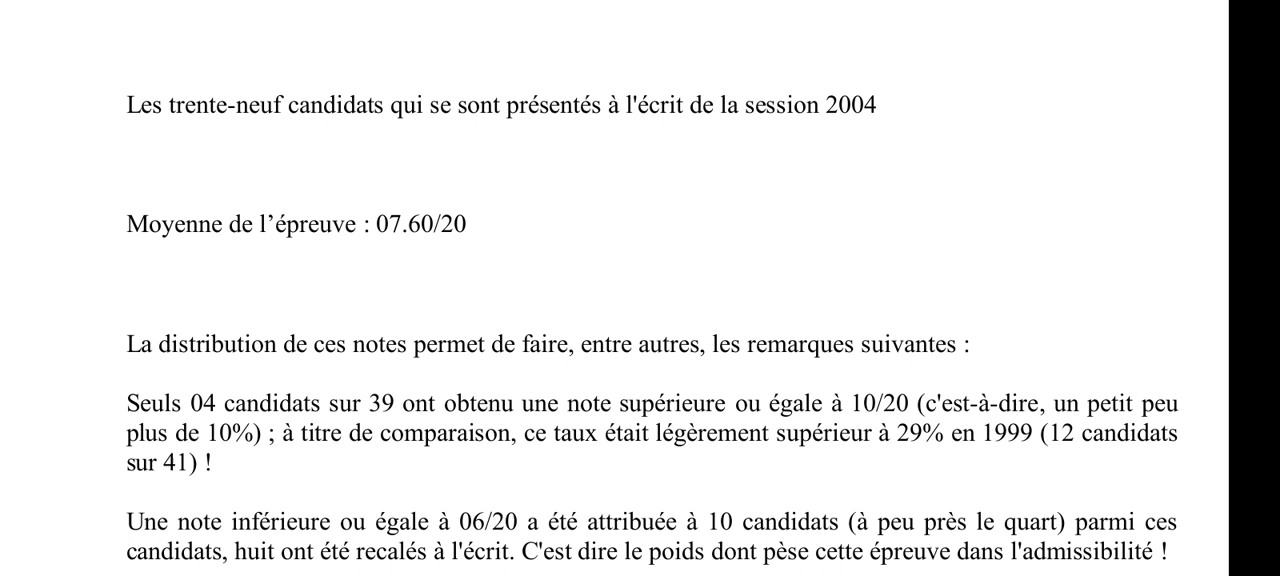 Les trente-neuf candidats qui se sont présentés à l'écrit de la session 2004
Moyenne de l’épreuve : 07.60/20
La distribution de ces notes permet de faire, entre autres, les remarques suivantes :
Seuls 04 candidats sur 39 ont obtenu une note supérieure ou égale à 10/20 (c'est-à-dire, un petit peu
plus de 10%) ; à titre de comparaison, ce taux était légèrement supérieur à 29% en 1999 (12 candidats
sur 41) !
Une note inférieure ou égale à 06/20 a été attribuée à 10 candidats (à peu près le quart) parmi ces
candidats, huit ont été recalés à l'écrit. C'est dire le poids dont pèse cette épreuve dans l'admissibilité !